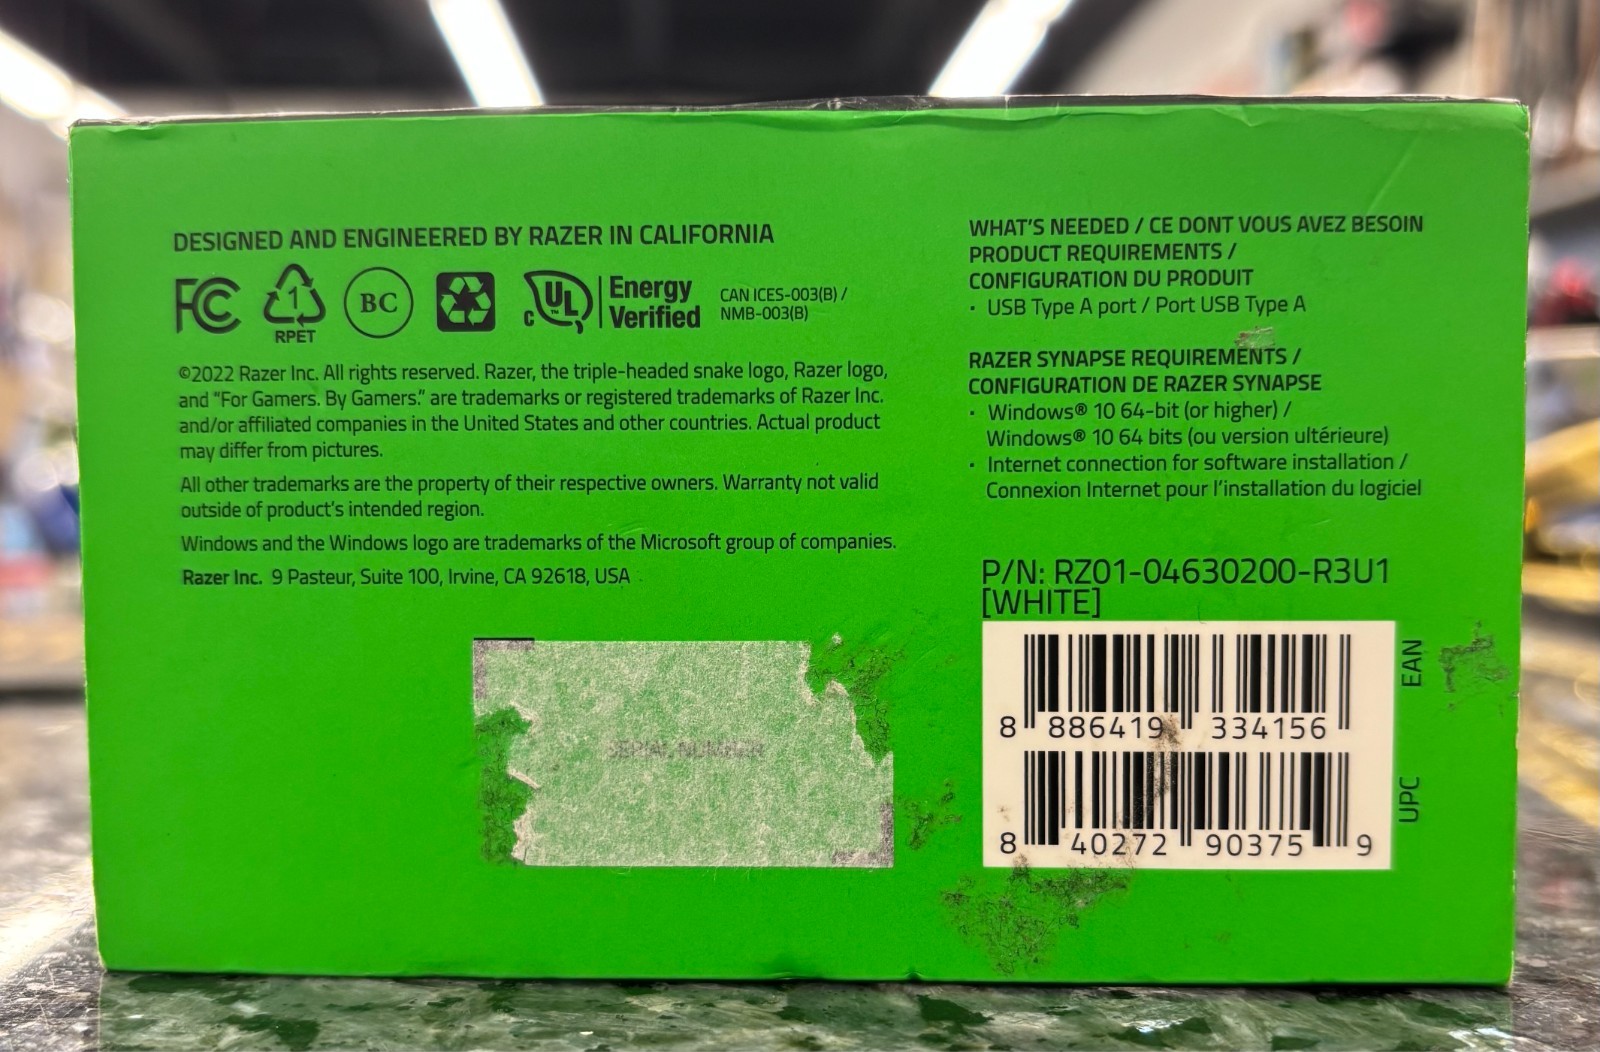 DESIGNED AND ENGINEERED BY RAZER IN CALIFORNIA
FC
1
RPET
BC
c UL ™ Energy
Verified
CAN ICES-003(B) /
NMB-003(B)
©2022 Razer Inc. All rights reserved. Razer, the triple-headed snake logo, Razer logo,
and "For Gamers. By Gamers." are trademarks or registered trademarks of Razer Inc.
and/or affiliated companies in the United States and other countries. Actual product
may differ from pictures.
All other trademarks are the property of their respective owners. Warranty not valid
outside of product's intended region.
Windows and the Windows logo are trademarks of the Microsoft group of companies.
Razer Inc. 9 Pasteur, Suite 100, Irvine, CA 92618, USA
SERIAL NUMBER
WHAT'S NEEDED / CE DONT VOUS AVEZ BESOIN
PRODUCT REQUIREMENTS /
CONFIGURATION DU PRODUIT
· USB Type A port / Port USB Type A
RAZER SYNAPSE REQUIREMENTS /
CONFIGURATION DE RAZER SYNAPSE
· Windows® 10 64-bit (or higher) /
Windows® 10 64 bits (ou version ultérieure)
· Internet connection for software installation /
Connexion Internet pour l'installation du logiciel
P/N: RZ01-04630200-R3U1
[WHITE]
8 886419 334156
EAN
8 40272 90375 9
UPC